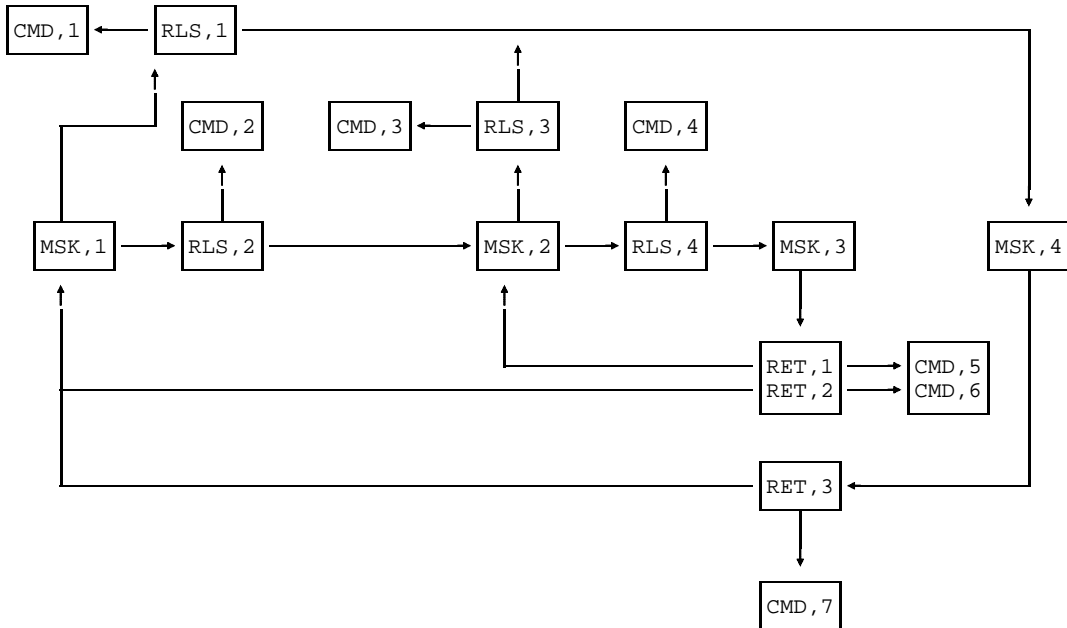 CMD,1
RLS,1
CMD,2
CMD,3
RLS,3
CMD,4
MSK,1
RLS,2
MSK,2
RLS,4
MSK,3
MSK,4
RET,1
CMD,5
RET,2
CMD,6
RET,3
CMD,7